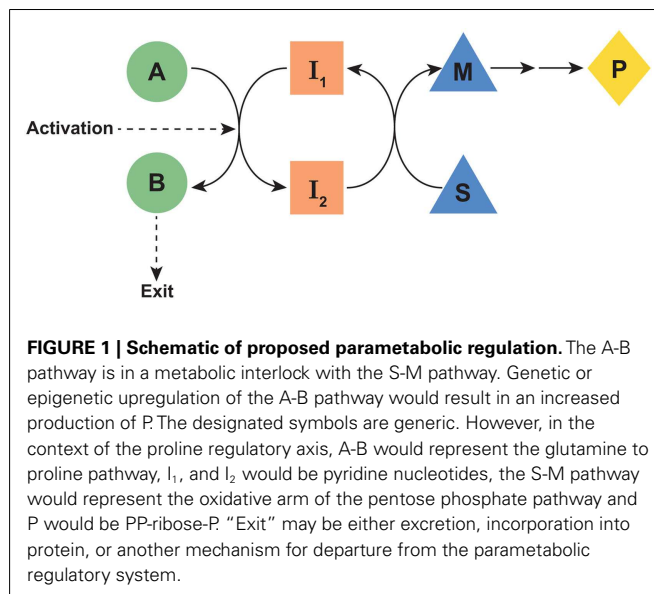 A
I₁
M
P
Activation
B
I₂
S
Exit
FIGURE 1 | Schematic of proposed parametabolic regulation. The A-B
pathway is in a metabolic interlock with the S-M pathway. Genetic or
epigenetic upregulation of the A-B pathway would result in an increased
production of P. The designated symbols are generic. However, in the
context of the proline regulatory axis, A-B would represent the glutamine to
proline pathway, I₁, and I₂ would be pyridine nucleotides, the S-M pathway
would represent the oxidative arm of the pentose phosphate pathway and
P would be PP-ribose-P. “Exit” may be either excretion, incorporation into
protein, or another mechanism for departure from the parametabolic
regulatory system.